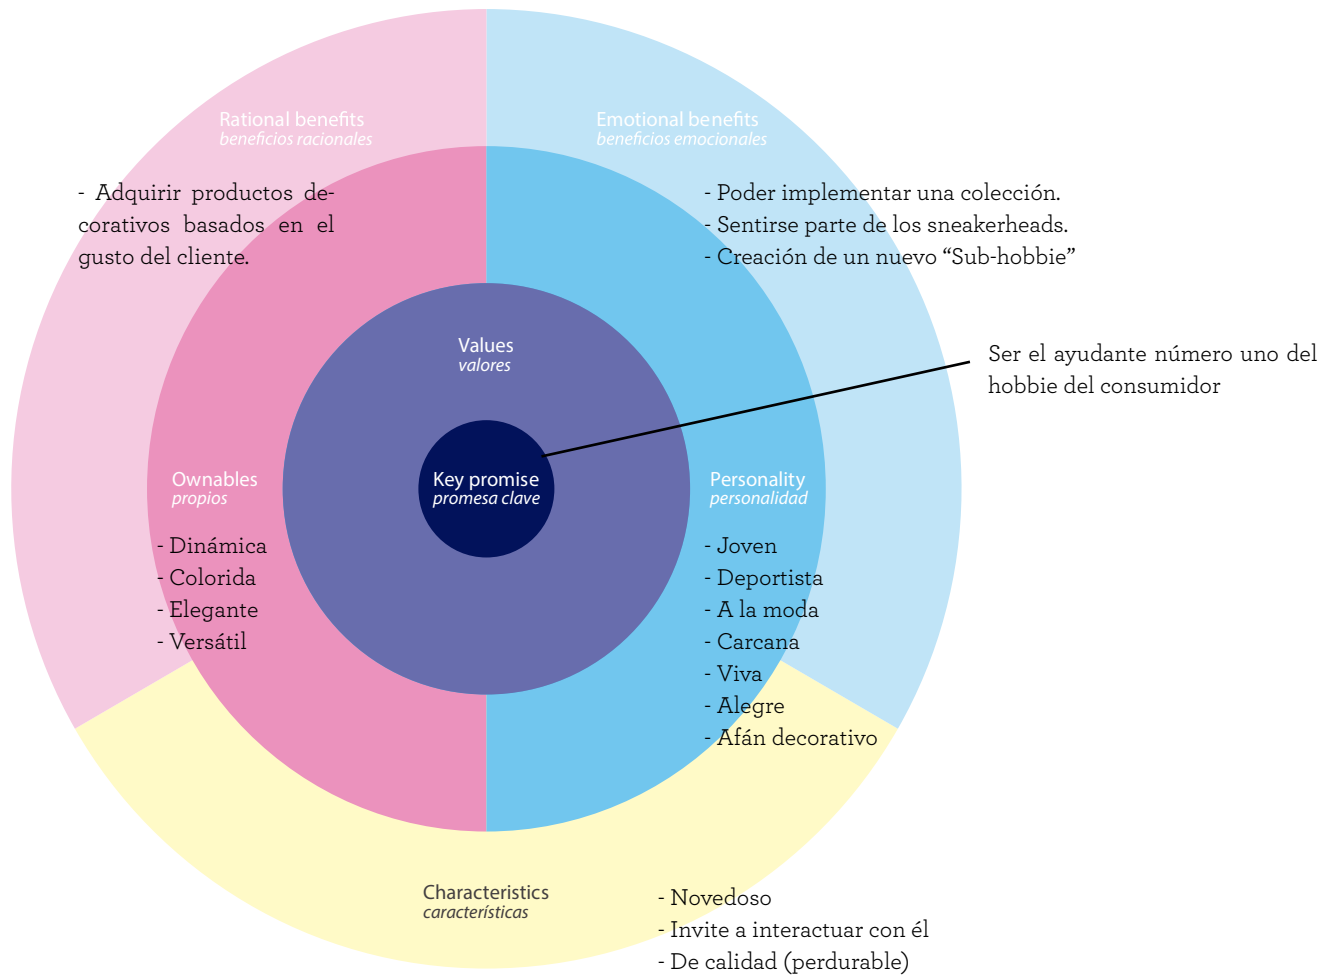 Rational benefits
beneficios racionales
Emotional benefits
beneficios emocionales
- Adquirir productos de-
corativos basados en el
gusto del cliente.
- Poder implementar una colección.
- Sentirse parte de los sneakerheads.
- Creación de un nuevo “Sub-hobbie”
Values
valores
Ser el ayudante número uno del
hobbie del consumidor
Ownables
propios
Key promise
promesa clave
Personality
personalidad
- Dinámica
- Colorida
- Elegante
- Versátil
- Joven
- Deportista
- A la moda
- Carcana
- Viva
- Alegre
- Afán decorativo
Characteristics
características
- Novedoso
- Invite a interactuar con él
- De calidad (perdurable)